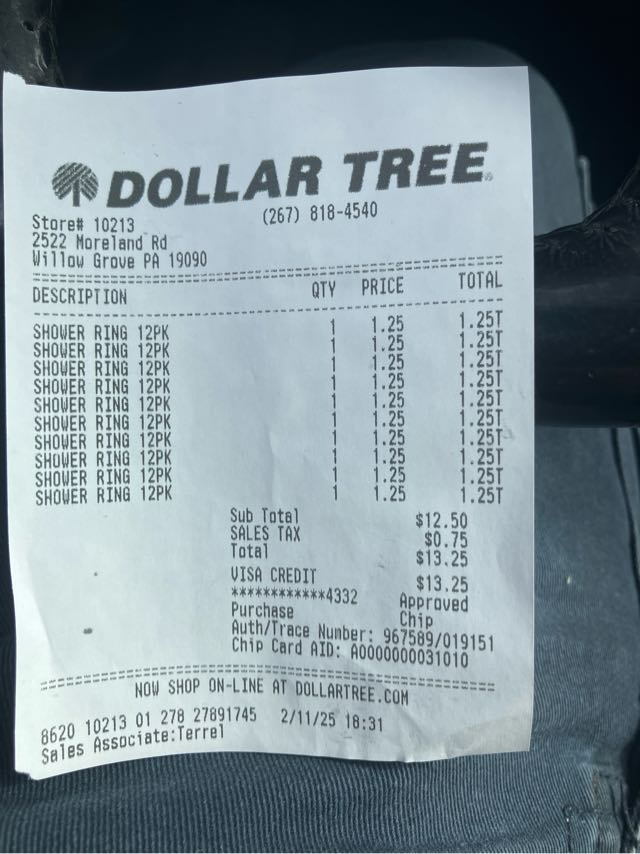 DOLLAR TREE
(267) 818-4540
Store# 10213
2522 Moreland Rd
Willow Grove PA 19090
DESCRIPTION QTY PRICE TOTAL
SHOWER RING 12PK 1 1.25 1.25T
SHOWER RING 12PK 1 1.25 1.25T
SHOWER RING 12PK 1 1.25 1.25T
SHOWER RING 12PK 1 1.25 1.25T
SHOWER RING 12PK 1 1.25 1.25T
SHOWER RING 12PK 1 1.25 1.25T
SHOWER RING 12PK 1 1.25 1.25T
SHOWER RING 12PK 1 1.25 1.25T
SHOWER RING 12PK 1 1.25 1.25T
SHOWER RING 12PK 1 1.25 1.25T
Sub Total $12.50
SALES TAX $0.75
Total $13.25
VISA CREDIT $13.25
************4332 Approved
Purchase Chip
Auth/Trace Number: 967589/019151
Chip Card AID: A0000000031010
NOW SHOP ON-LINE AT DOLLARTREE.COM
8620 10213 01 278 27891745 2/11/25 18:31
Sales Associate:Terrel